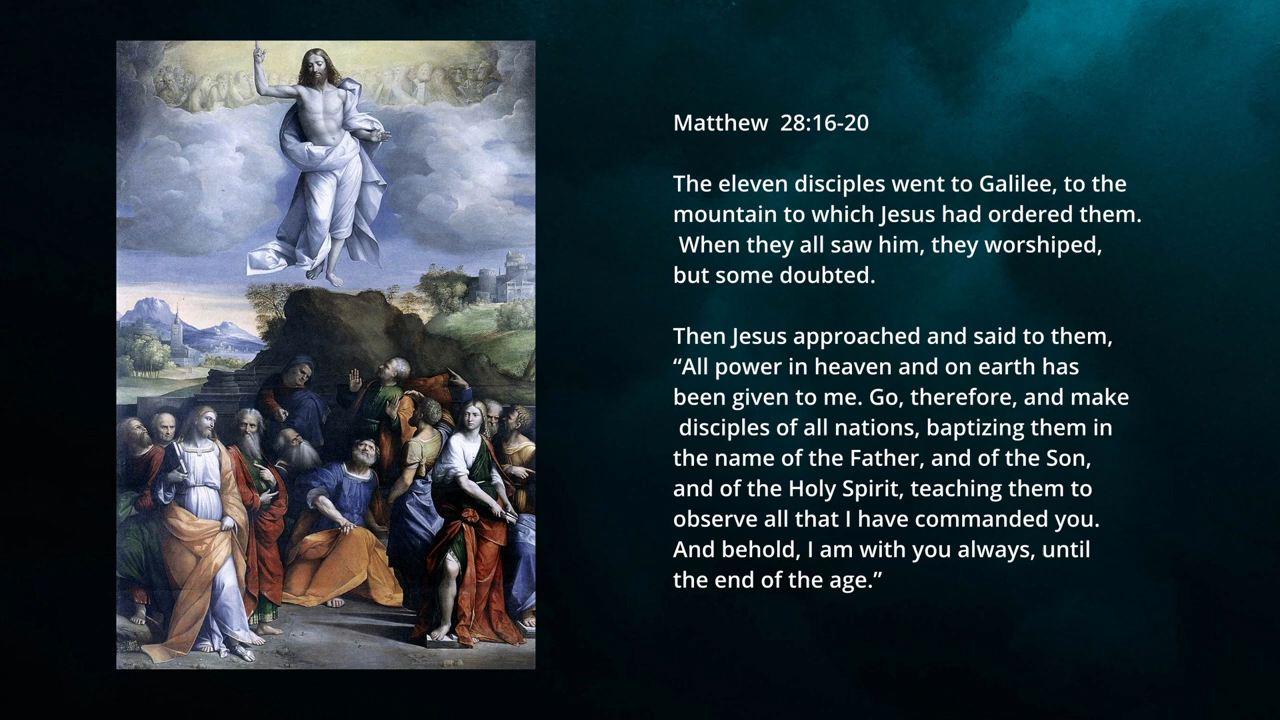 Matthew 28:16-20
The eleven disciples went to Galilee, to the
mountain to which Jesus had ordered them.
When they all saw him, they worshiped,
but some doubted.
Then Jesus approached and said to them,
“All power in heaven and on earth has
been given to me. Go, therefore, and make
disciples of all nations, baptizing them in
the name of the Father, and of the Son,
and of the Holy Spirit, teaching them to
observe all that I have commanded you.
And behold, I am with you always, until
the end of the age.”